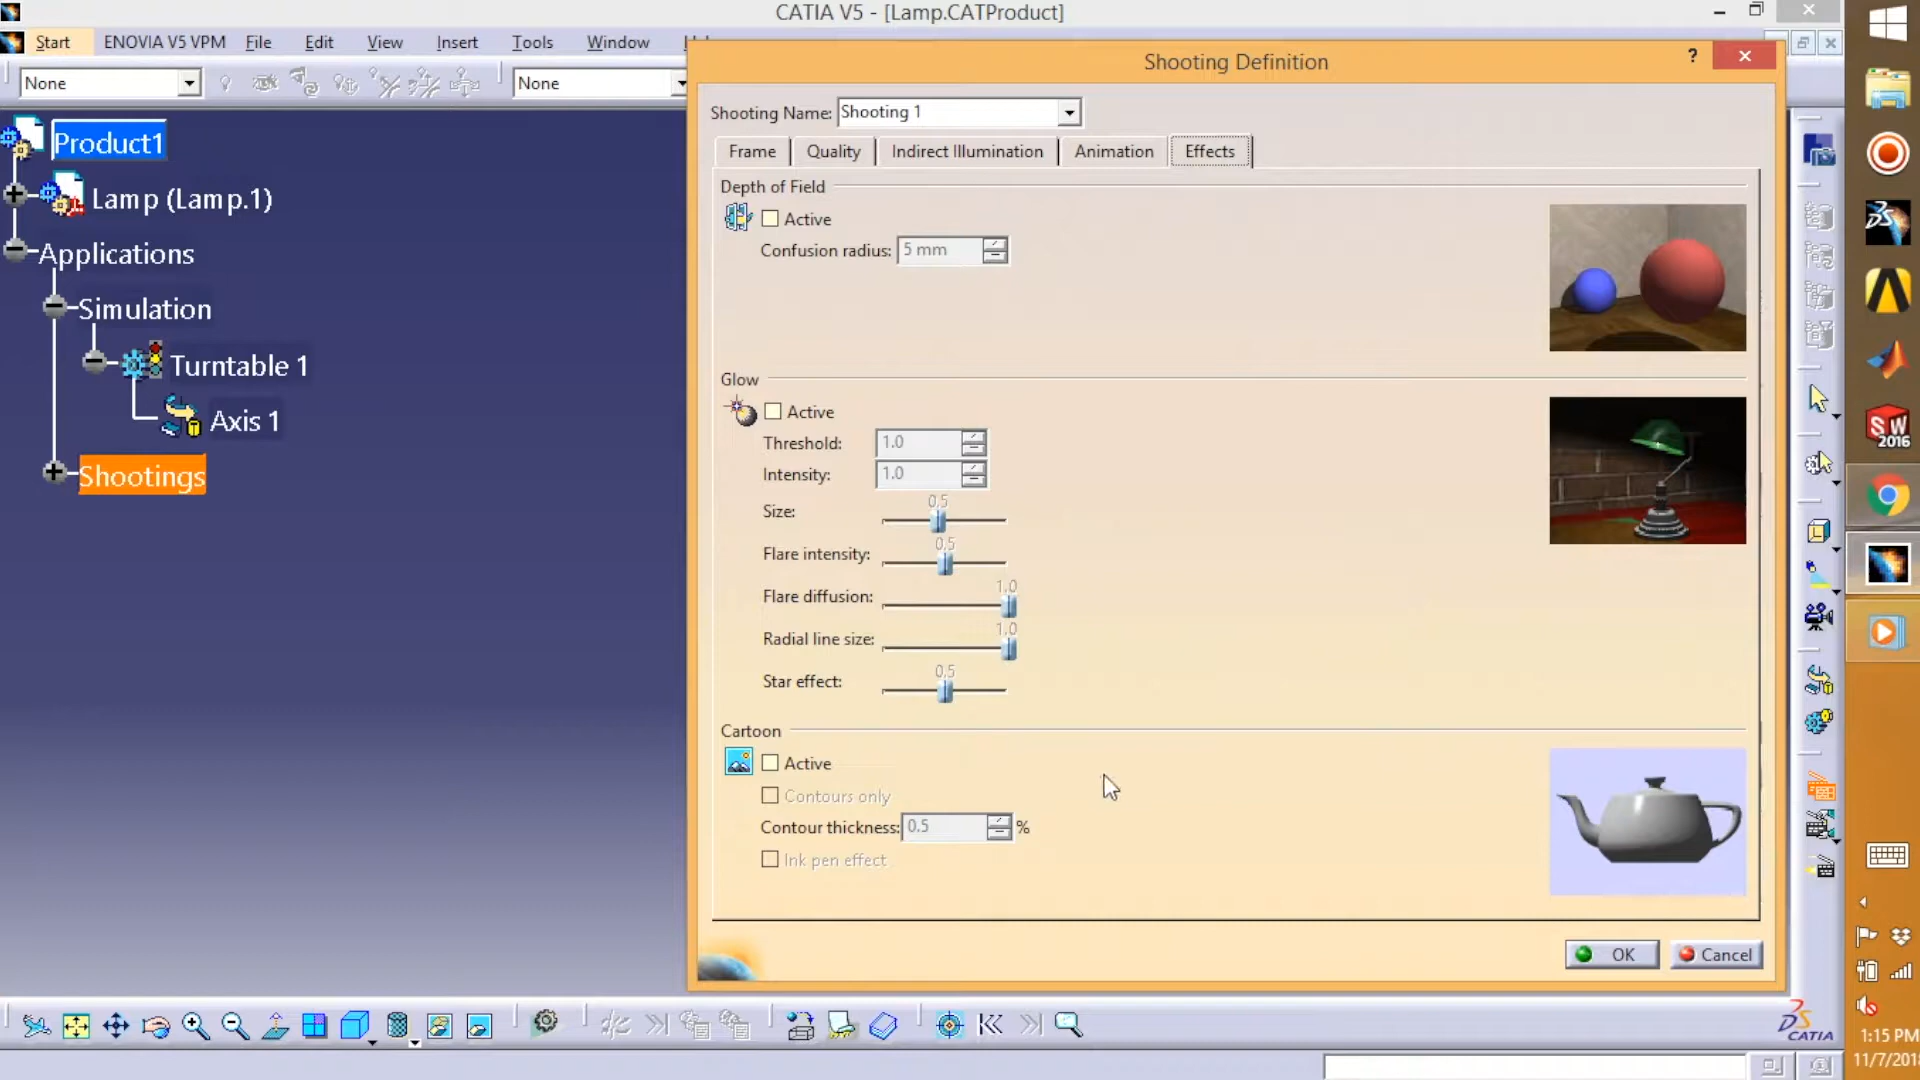 CATIA V5 - [Lamp.CATProduct]
Start ENOVIA V5 VPM File Edit View Insert Tools Window
None None
Shooting Definition
?
Shooting Name: Shooting 1
Frame Quality Indirect Illumination Animation Effects
Product1
Lamp (Lamp.1)
Applications
Simulation
Turntable 1
Axis 1
Shootings
Depth of Field
Active
Confusion radius: 5 mm
Glow
Active
Threshold: 1.0
Intensity: 1.0
0.5
Size:
0.5
Flare intensity:
1.0
Flare diffusion:
1.0
Radial line size:
0.5
Star effect:
Cartoon
Active
Contours only
Contour thickness: 0.5 %
Ink pen effect
OK Cancel
SW
2016
CATIA
1:15 PM